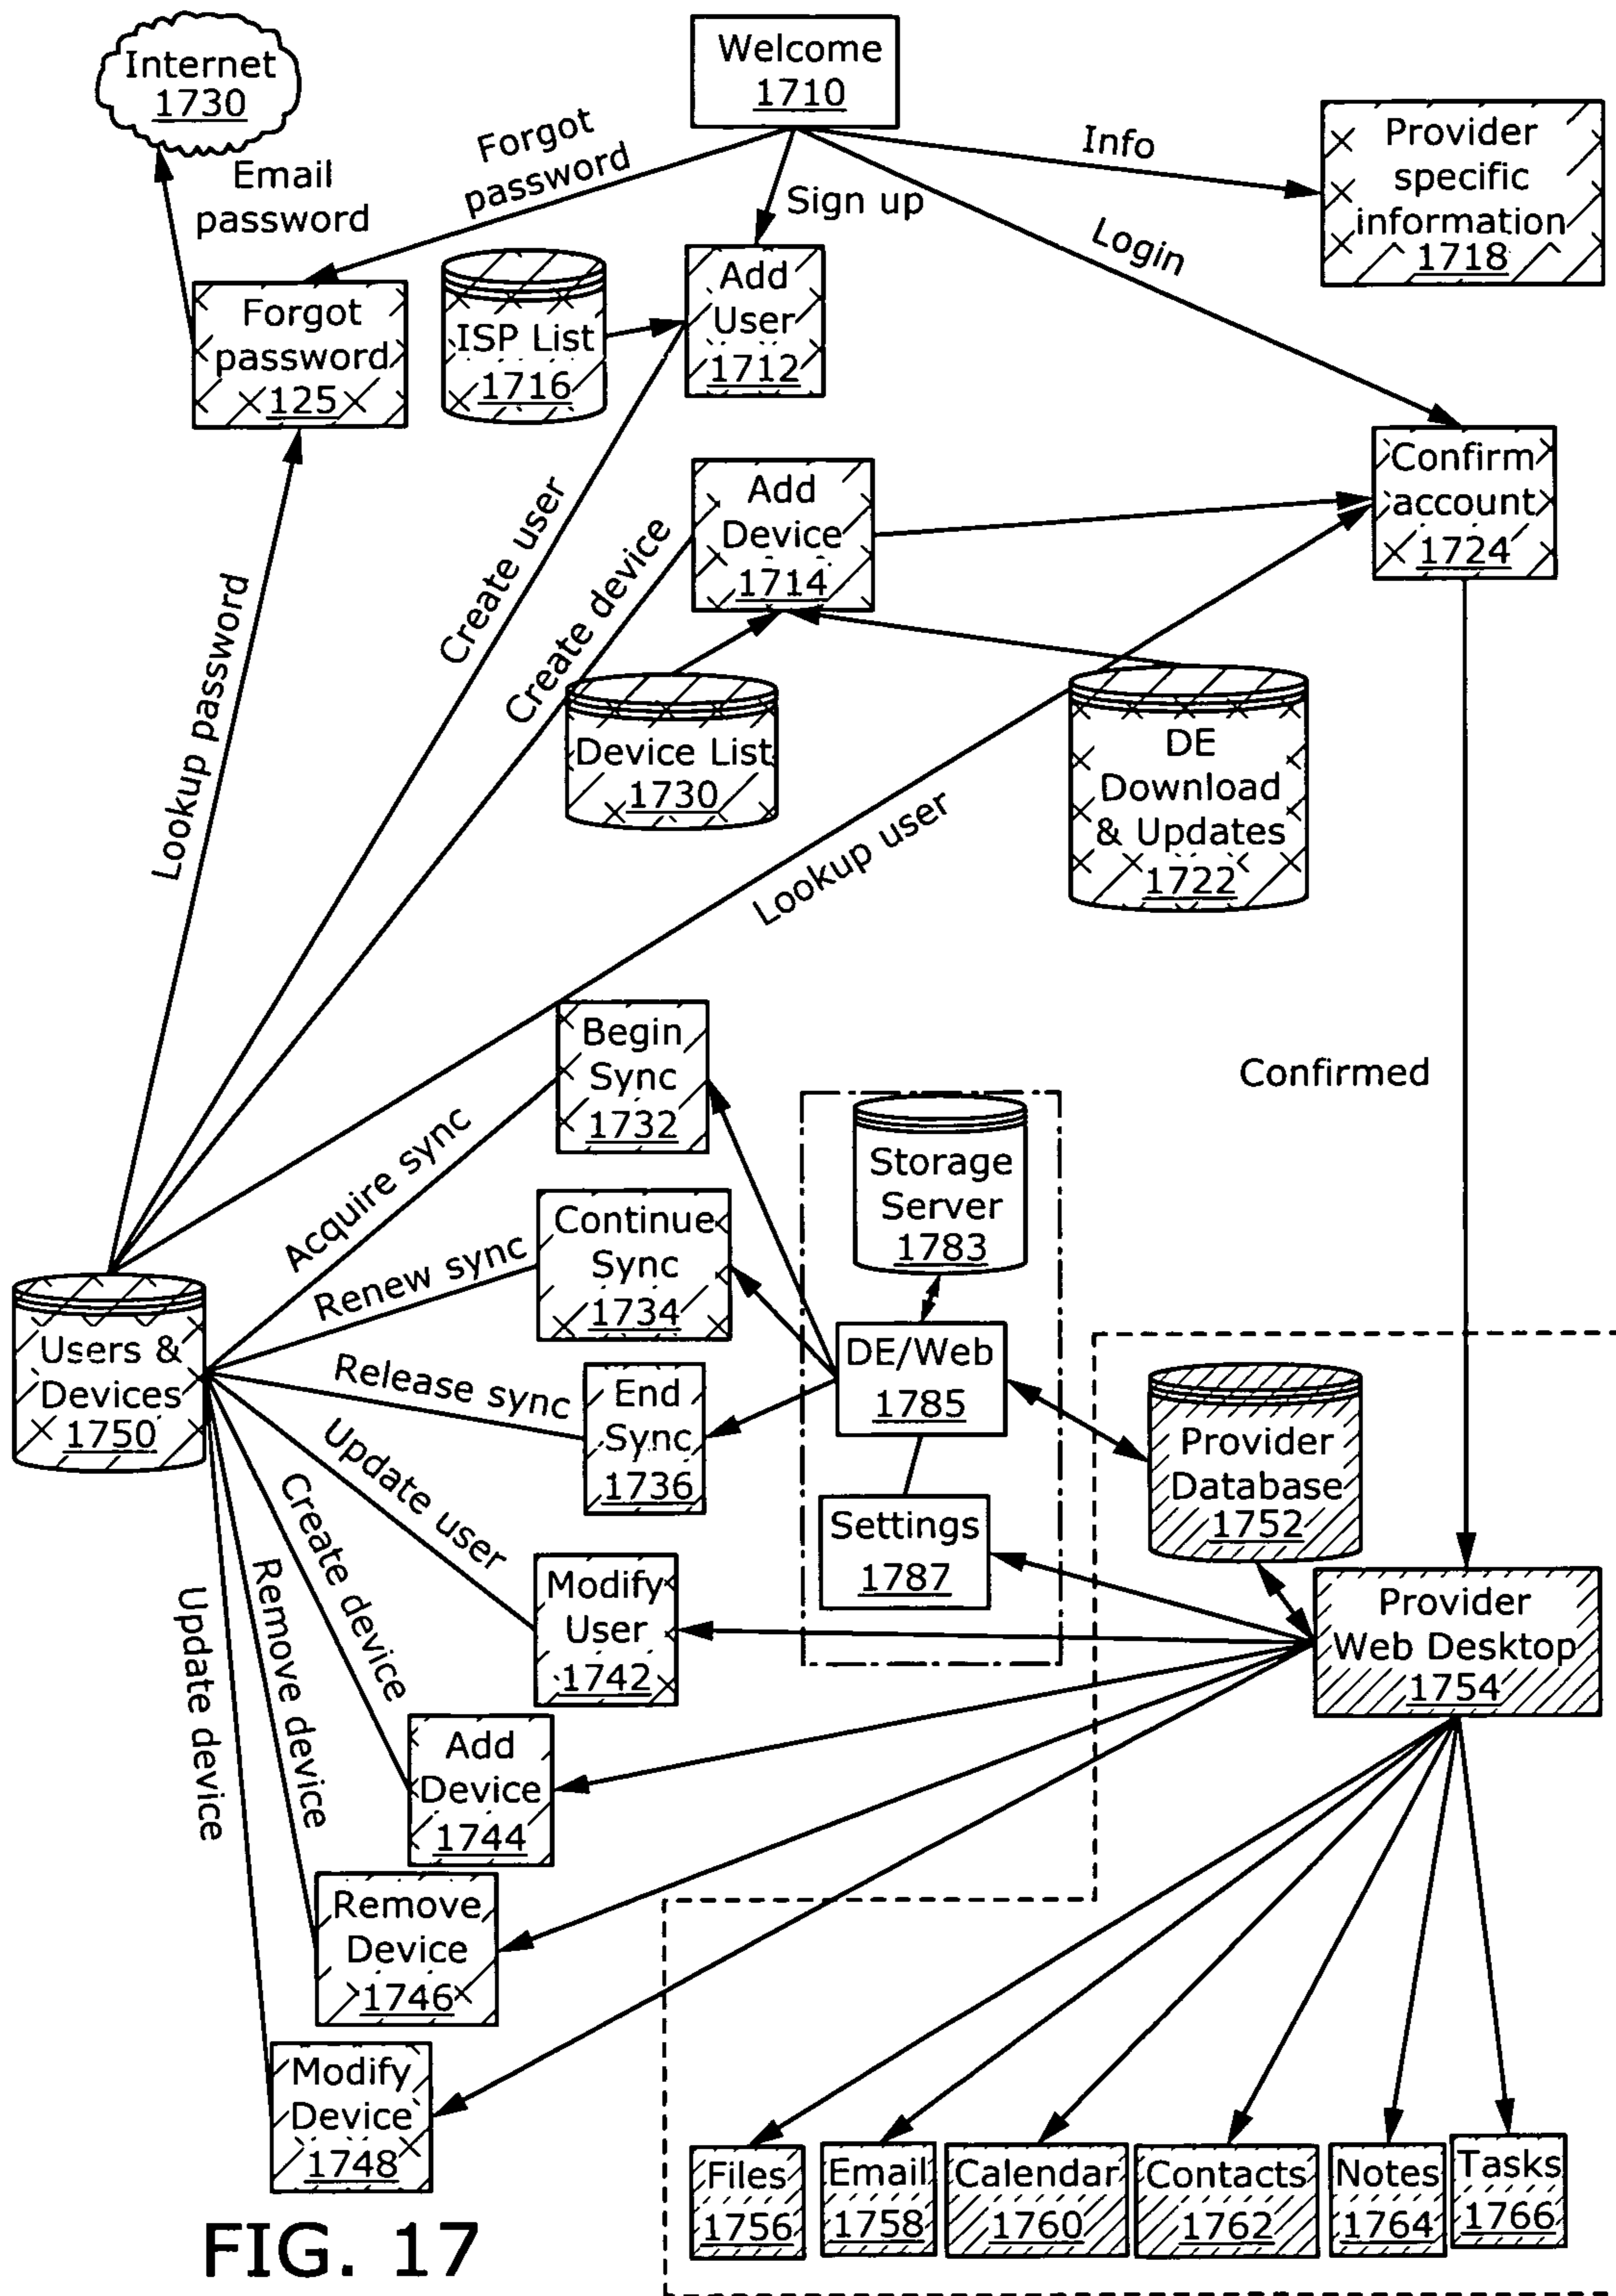 Internet
1730
Welcome
1710
Provider
specific
information
1718
Forgot
password
Email
password
Info
Sign up
Login
Forgot
password
125
ISP List
1716
Add
User
1712
Confirm
account
1724
Add
Device
1714
Create user
Create device
Lookup password
Device List
1730
DE
Download
& Updates
1722
Lookup user
Begin
Sync
1732
Confirmed
Acquire sync
Storage
Server
1783
Continue
Sync
1734
Renew sync
Users &
Devices
1750
DE/Web
1785
Release sync
End
Sync
1736
Provider
Database
1752
Update user
Settings
1787
Create device
Modify
User
1742
Provider
Web Desktop
1754
Remove device
Update device
Add
Device
1744
Remove
Device
1746
Modify
Device
1748
Files
1756
Email
1758
Calendar
1760
Contacts
1762
Notes
1764
Tasks
1766
FIG. 17